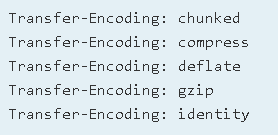 Transfer-Encoding: chunked
Transfer-Encoding: compress
Transfer-Encoding: deflate
Transfer-Encoding: gzip
Transfer-Encoding: identity